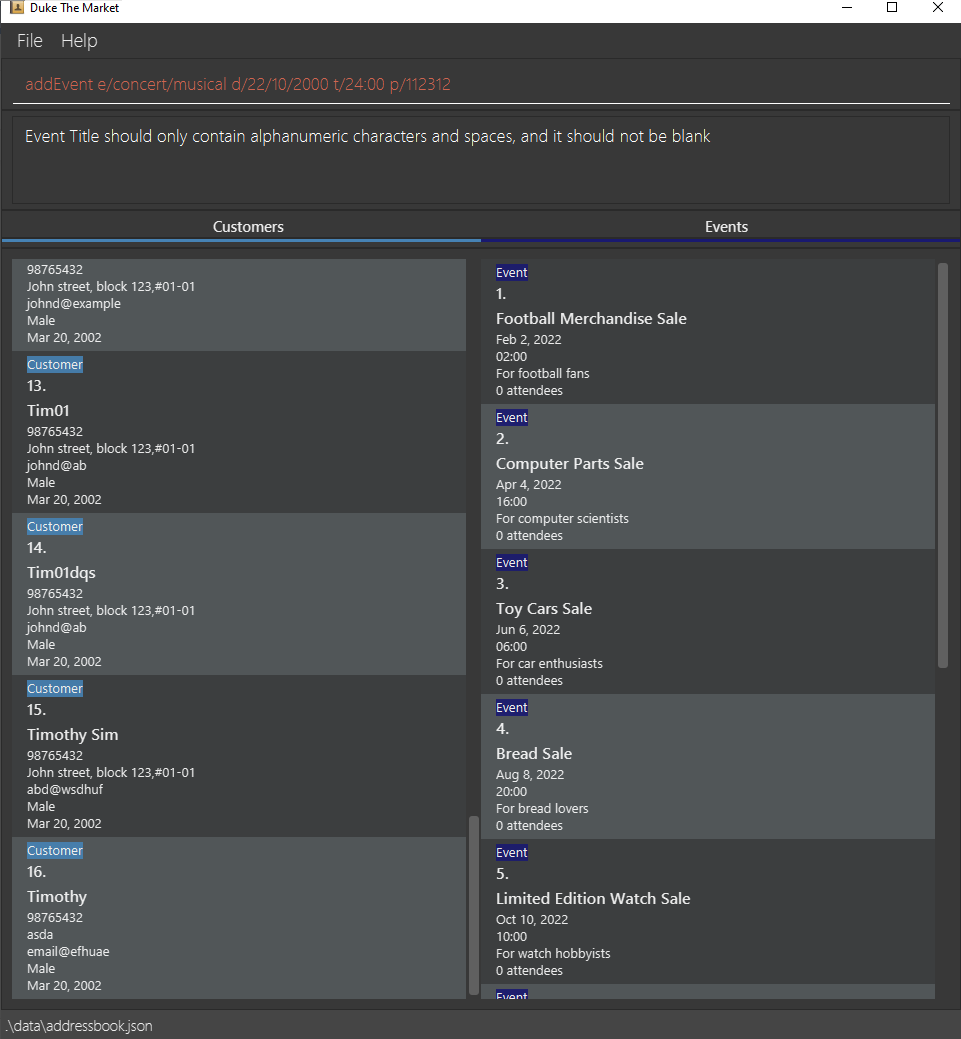 Duke The Market
File Help
addEvent e/concert/musical d/22/10/2000 t/24:00 p/112312
Event Title should only contain alphanumeric characters and spaces, and it should not be blank
Customers
Events
98765432
John street, block 123,#01-01
johnd@example
Male
Mar 20, 2002
Customer
13.
Tim01
98765432
John street, block 123,#01-01
johnd@ab
Male
Mar 20, 2002
Customer
14.
Tim01dqs
98765432
John street, block 123,#01-01
johnd@ab
Male
Mar 20, 2002
Customer
15.
Timothy Sim
98765432
John street, block 123,#01-01
abd@wsdhuf
Male
Mar 20, 2002
Customer
16.
Timothy
98765432
asda
email@efhuae
Male
Mar 20, 2002
Event
1.
Football Merchandise Sale
Feb 2, 2022
02:00
For football fans
0 attendees
Event
2.
Computer Parts Sale
Apr 4, 2022
16:00
For computer scientists
0 attendees
Event
3.
Toy Cars Sale
Jun 6, 2022
06:00
For car enthusiasts
0 attendees
Event
4.
Bread Sale
Aug 8, 2022
20:00
For bread lovers
0 attendees
Event
5.
Limited Edition Watch Sale
Oct 10, 2022
10:00
For watch hobbyists
0 attendees
Event
.\data\addressbook.json